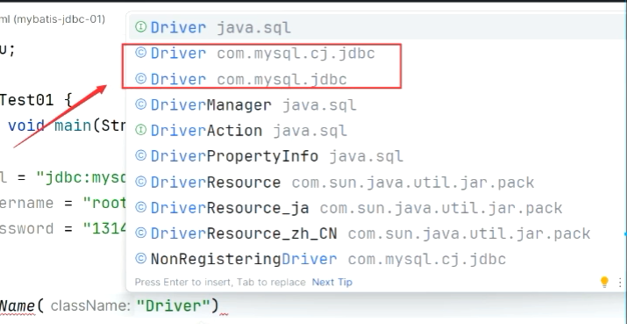 ml (mybatis-jdbc-01)
u;
Test01 {
void main(Str
l = "jdbc:mysq
ername = "root
ssword = "1314
Name( className: "Driver")
Driver java.sql
Driver com.mysql.cj.jdbc
Driver com.mysql.jdbc
DriverManager java.sql
DriverAction java.sql
DriverPropertyInfo java.sql
DriverResource com.sun.java.util.jar.pack
DriverResource_ja com.sun.java.util.jar.pack
DriverResource_zh_CN com.sun.java.util.jar.pack
NonRegisteringDriver com.mysql.cj.jdbc
Press Enter to insert, Tab to replace Next Tip